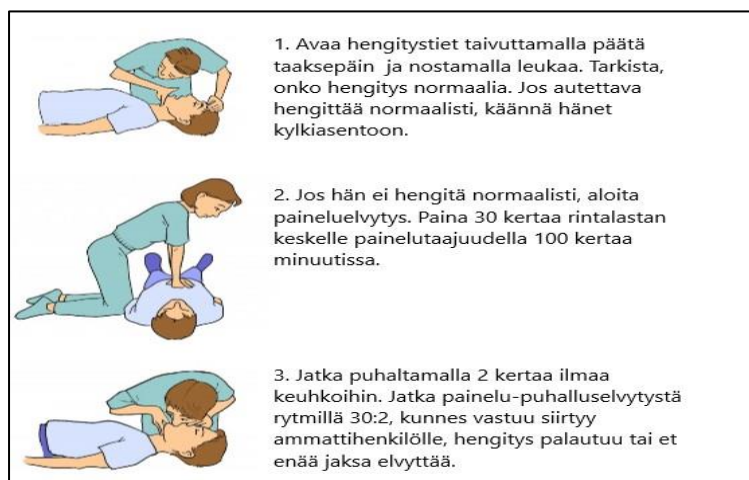 1. Avaa hengitystiet taivuttamalla päätä
taaksepäin ja nostamalla leukaa. Tarkista,
onko hengitys normaalia. Jos autettava
hengittää normaalisti, käännä hänet
kylkiasentoon.
2. Jos hän ei hengitä normaalisti, aloita
paineluelvytys. Paina 30 kertaa rintalastan
keskelle painelutaajuudella 100 kertaa
minuutissa.
3. Jatka puhaltamalla 2 kertaa ilmaa
keuhkoihin. Jatka painelu-puhalluselvytystä
rytmillä 30:2, kunnes vastuu siirtyy
ammattihenkilölle, hengitys palautuu tai et
enää jaksa elvyttää.